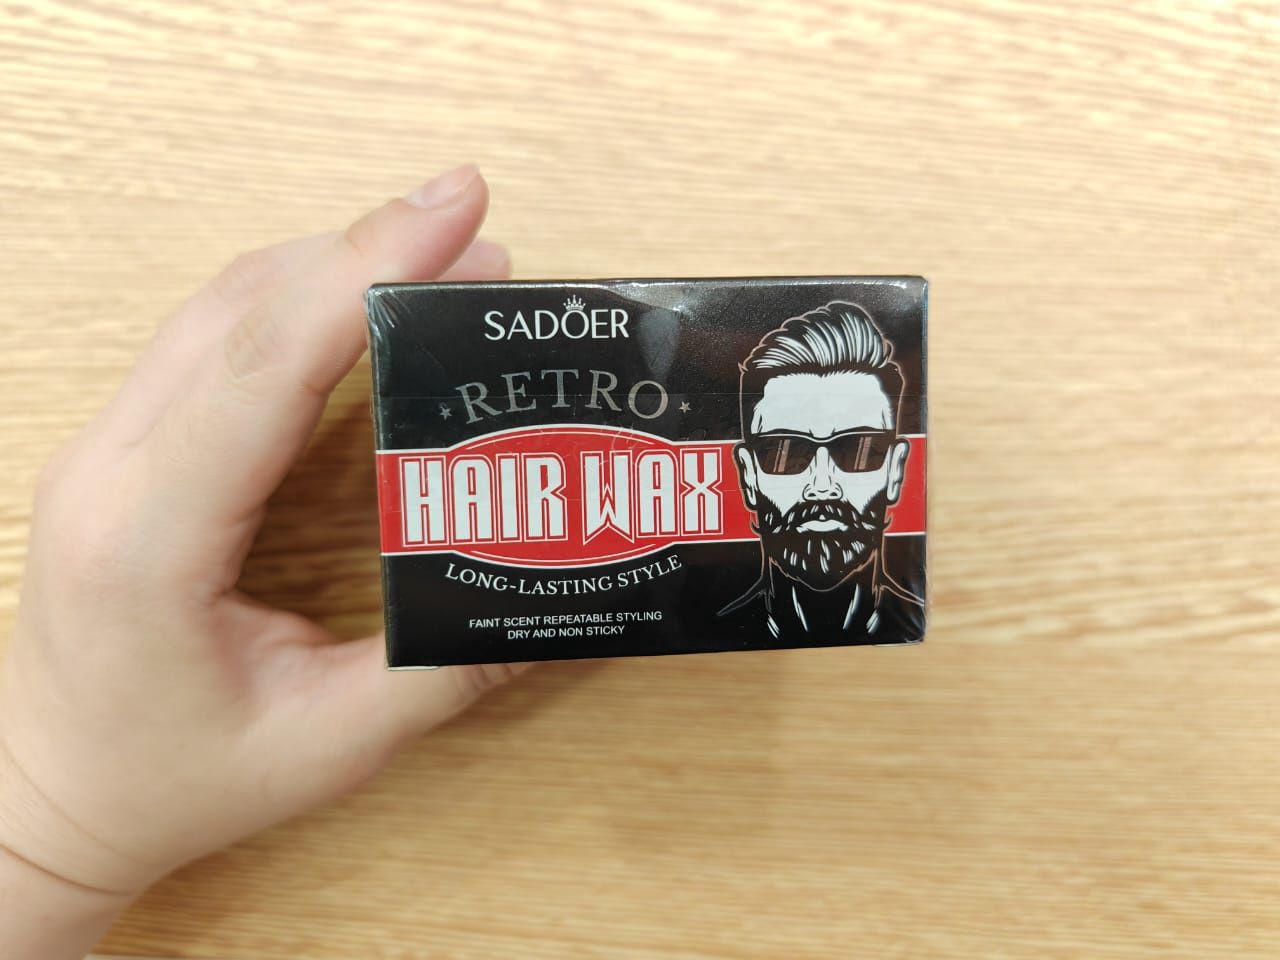 SADOER
RETRO
HAIR WAX
LONG-LASTING STYLE
FAINT SCENT REPEATABLE STYLING
DRY AND NON STICKY